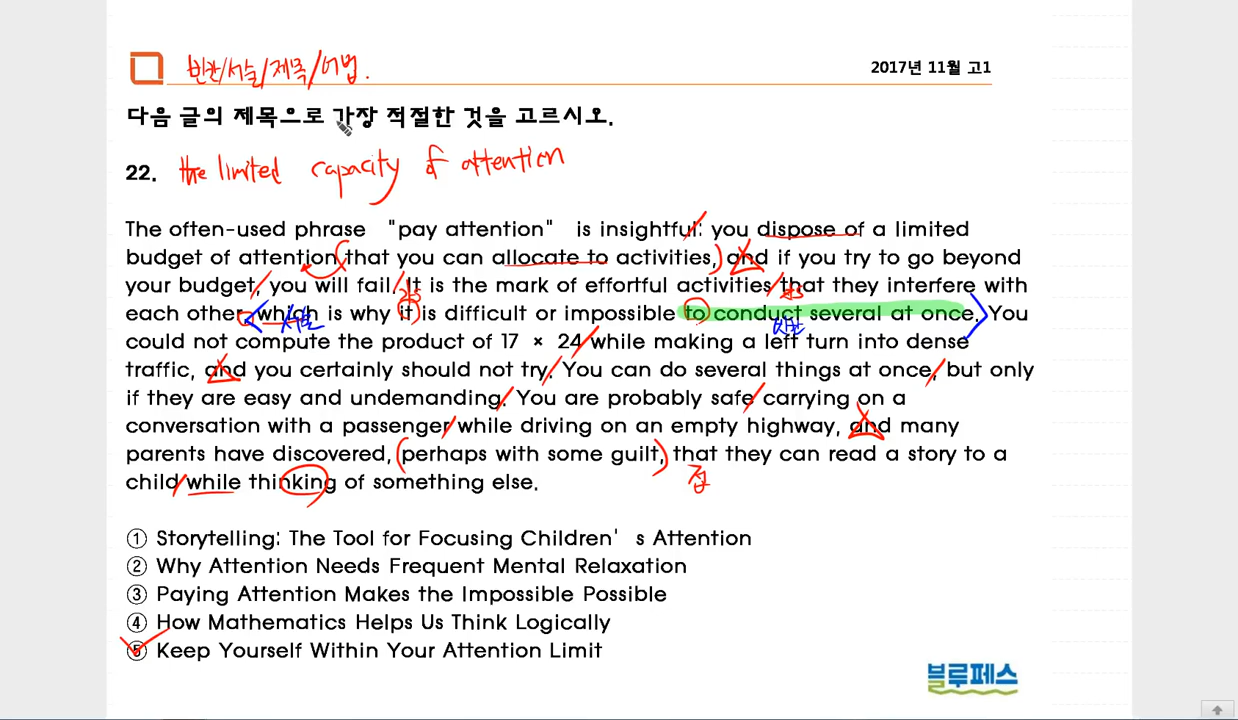 빈칸/서술/제목/어법.
2017년 11월 고1
다음 글의 제목으로 가장 적절한 것을 고르시오.
22. the limited capacity of attention
The often-used phrase "pay attention" is insightful: you dispose of a limited
budget of attention that you can allocate to activities, and if you try to go beyond
your budget, you will fail. It is the mark of effortful activities that they interfere with
each other, which is why it is difficult or impossible to conduct several at once. You
could not compute the product of 17 × 24 while making a left turn into dense
traffic, and you certainly should not try. You can do several things at once, but only
if they are easy and undemanding. You are probably safe carrying on a
conversation with a passenger while driving on an empty highway, and many
parents have discovered, perhaps with some guilt, that they can read a story to a
child while thinking of something else.
접
① Storytelling: The Tool for Focusing Children's Attention
② Why Attention Needs Frequent Mental Relaxation
③ Paying Attention Makes the Impossible Possible
④ How Mathematics Helps Us Think Logically
⑤ Keep Yourself Within Your Attention Limit
블루페스